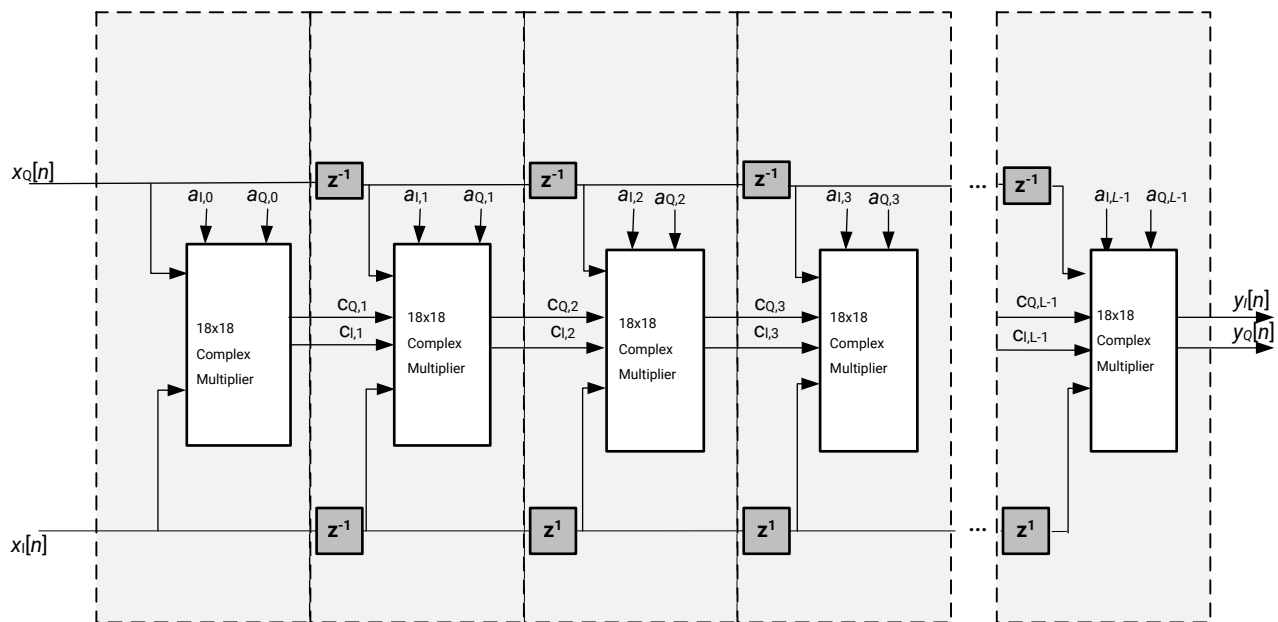 xQ[n]
z-1
z-1
z-1
...
z-1
aI,0
aQ,0
aI,1
aQ,1
aI,2
aQ,2
aI,3
aQ,3
aI,L-1
aQ,L-1
18x18
Complex
Multiplier
cQ,1
cI,1
18x18
Complex
Multiplier
cQ,2
cI,2
18x18
Complex
Multiplier
cQ,3
cI,3
18x18
Complex
Multiplier
cQ,L-1
cI,L-1
18x18
Complex
Multiplier
yI[n]
yQ[n]
z-1
z1
z1
...
z1
xI[n]